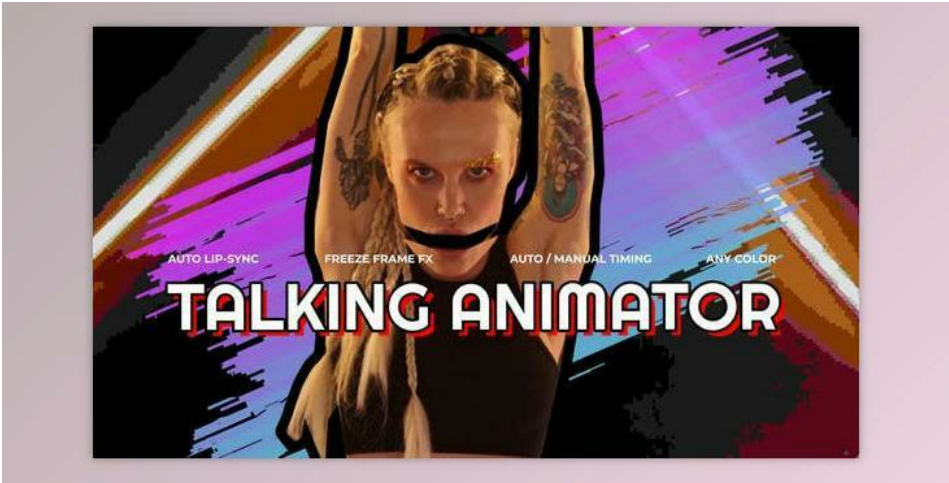 AUTO LIP-SYNC FREEZE FRAME FX AUTO / MANUAL TIMING ANY COLOR
TALKING ANIMATOR